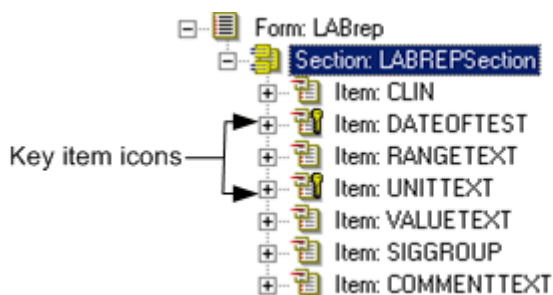 Form: LABrep
Section: LABREPSection
Item: CLIN
Item: DATEOFTEST
Key item icons
Item: RANGETEXT
Item: UNITTEXT
Item: VALUETEXT
Item: SIGGROUP
Item: COMMENTTEXT